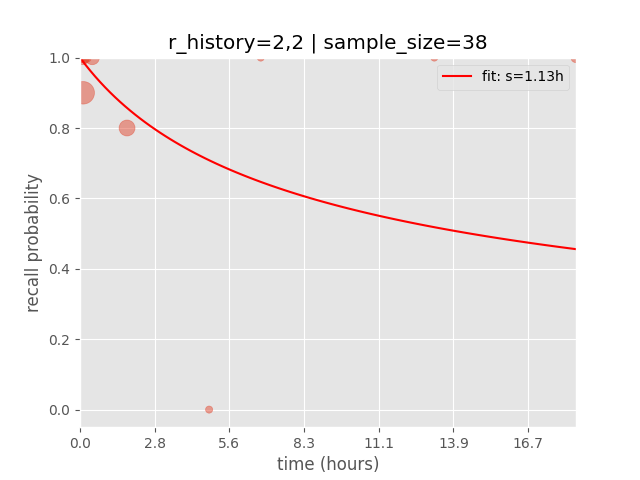 r_history=2,2 | sample_size=38
fit: s=1.13h
recall probability
1.0
0.8
0.6
0.4
0.2
0.0
0.0 2.8 5.6 8.3 11.1 13.9 16.7
time (hours)